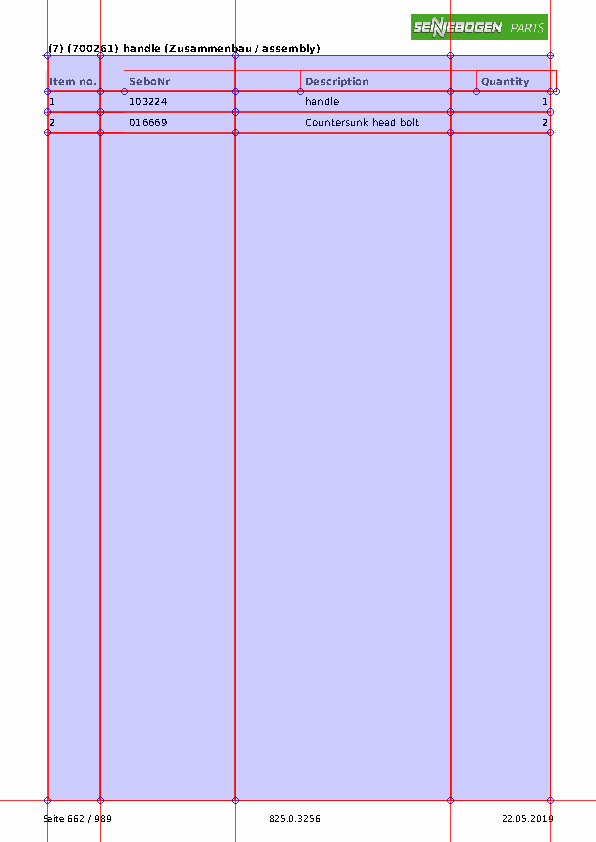 SENNEBOGEN PARTS
(7) (700261) handle (Zusammenbau / assembly)
Item no. SeboNr Description Quantity
1 103224 handle 1
2 016669 Countersunk head bolt 2
Seite 662 / 989 825.0.3256 22.05.2019